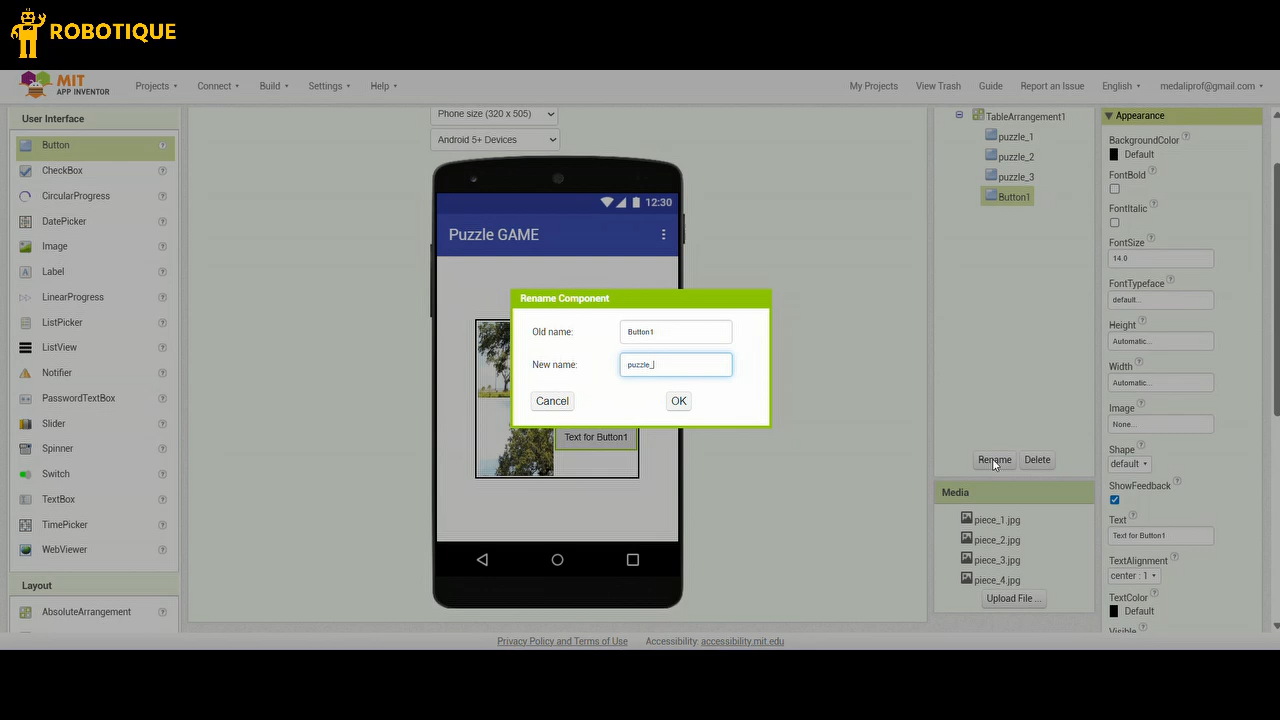 ROBOTIQUE
MIT
APP INVENTOR
Projects
Connect
Build
Settings
Help
My Projects
View Trash
Guide
Report an Issue
English
medaliprof@gmail.com
User Interface
Button
CheckBox
CircularProgress
DatePicker
Image
Label
LinearProgress
ListPicker
ListView
Notifier
PasswordTextBox
Slider
Spinner
Switch
TextBox
TimePicker
WebViewer
Layout
AbsoluteArrangement
Phone size (320 x 505)
Android 5+ Devices
12:30
Puzzle GAME
Rename Component
Old name:
Button1
New name:
puzzle_
Cancel
OK
Text for Button1
TableArrangement1
puzzle_1
puzzle_2
puzzle_3
Button1
Rename
Delete
Media
piece_1.jpg
piece_2.jpg
piece_3.jpg
piece_4.jpg
Upload File ...
Appearance
BackgroundColor
Default
FontBold
FontItalic
FontSize
14.0
FontTypeface
default...
Height
Automatic...
Width
Automatic...
Image
None...
Shape
default
ShowFeedback
Text
Text for Button1
TextAlignment
center : 1
TextColor
Default
Visible
Privacy Policy and Terms of Use
Accessibility: accessibility.mit.edu